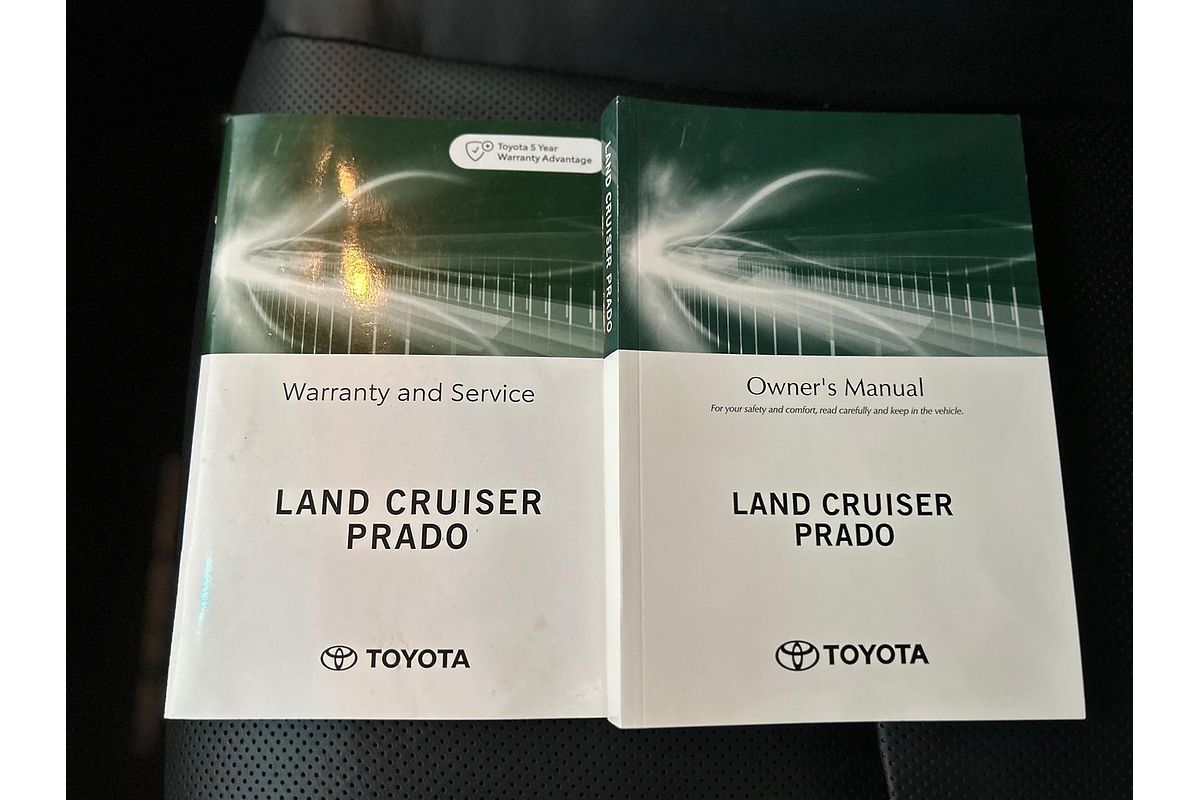 Toyota 5 Year
Warranty Advantage
Warranty and Service
LAND CRUISER
PRADO
TOYOTA
LAND CRUISER PRADO
Owner's Manual
For your safety and comfort, read carefully and keep in the vehicle.
LAND CRUISER
PRADO
TOYOTA